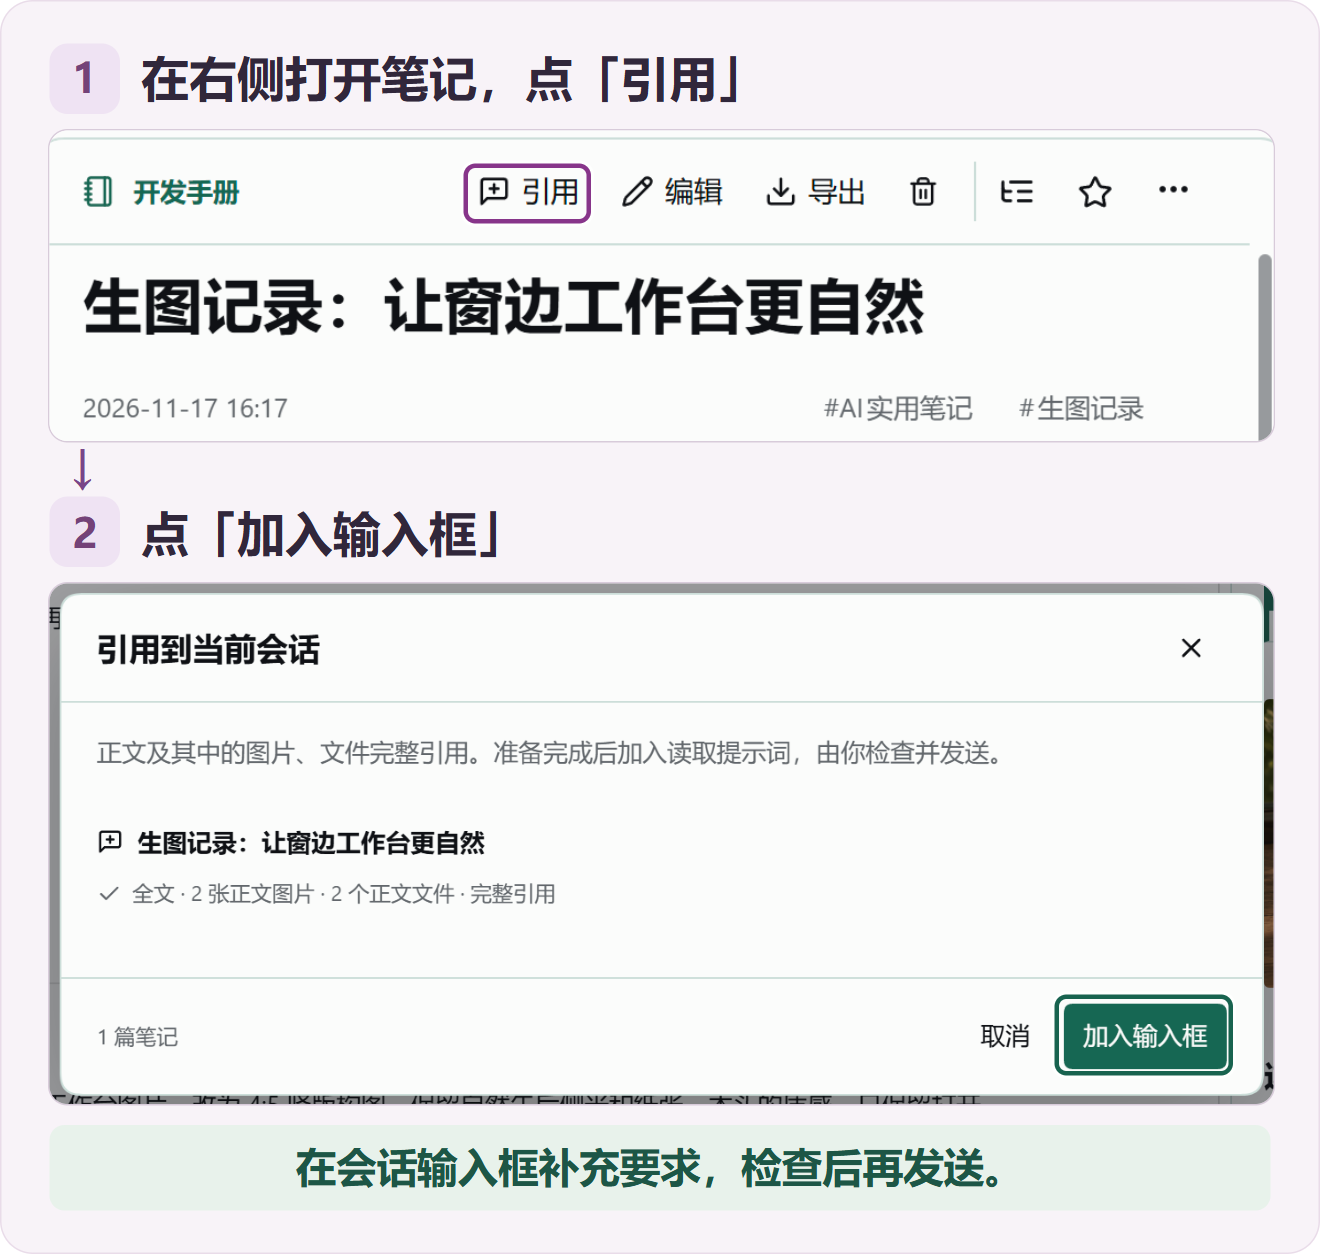 1 在右侧打开笔记，点「引用」
开发手册 引用 编辑 导出
生图记录：让窗边工作台更自然
2026-11-17 16:17 #AI实用笔记 #生图记录
↓
2 点「加入输入框」
引用到当前会话
正文及其中的图片、文件完整引用。准备完成后加入读取提示词，由你检查并发送。
生图记录：让窗边工作台更自然
全文 · 2 张正文图片 · 2 个正文文件 · 完整引用
1 篇笔记 取消 加入输入框
在会话输入框补充要求，检查后再发送。